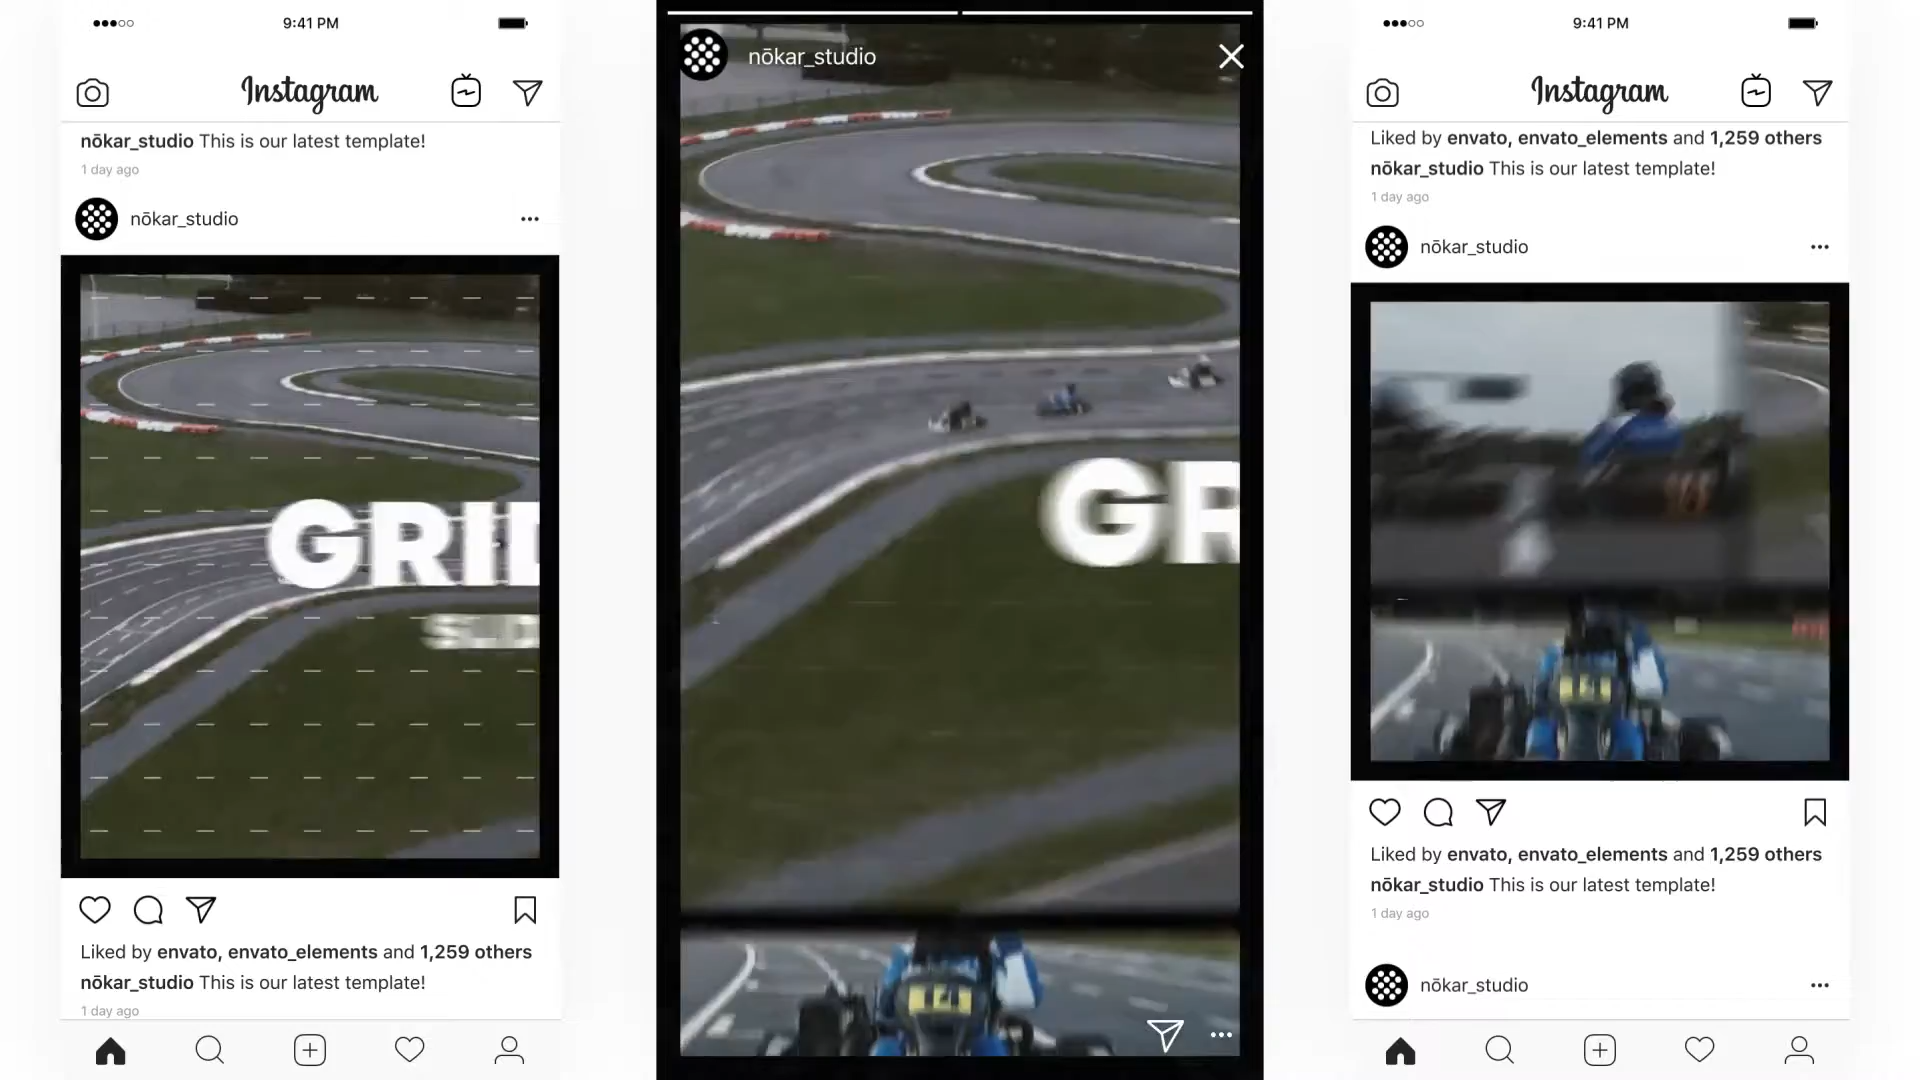 9:41 PM
Instagram
nōkar_studio This is our latest template!
1 day ago
nōkar_studio
GRI
Liked by envato, envato_elements and 1,259 others
nōkar_studio This is our latest template!
1 day ago
nōkar_studio
GR
9:41 PM
Instagram
Liked by envato, envato_elements and 1,259 others
nōkar_studio This is our latest template!
1 day ago
nōkar_studio
Liked by envato, envato_elements and 1,259 others
nōkar_studio This is our latest template!
1 day ago
nōkar_studio